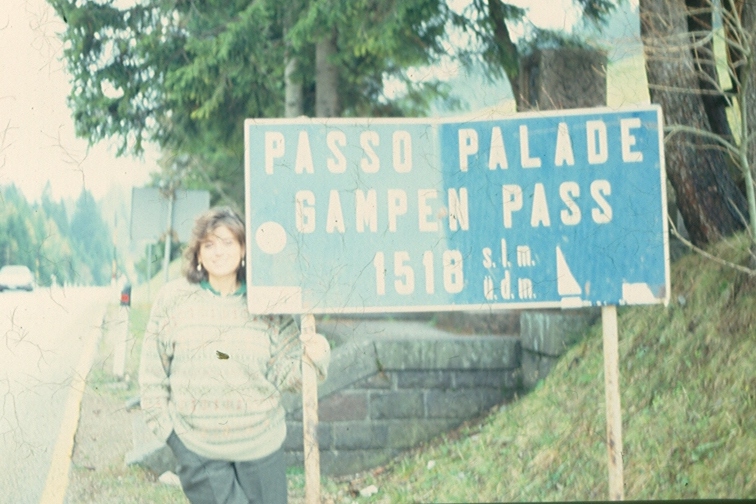 PASSO PALADE
GAMPEN PASS
1518 s.l.m.
ü.d.m.